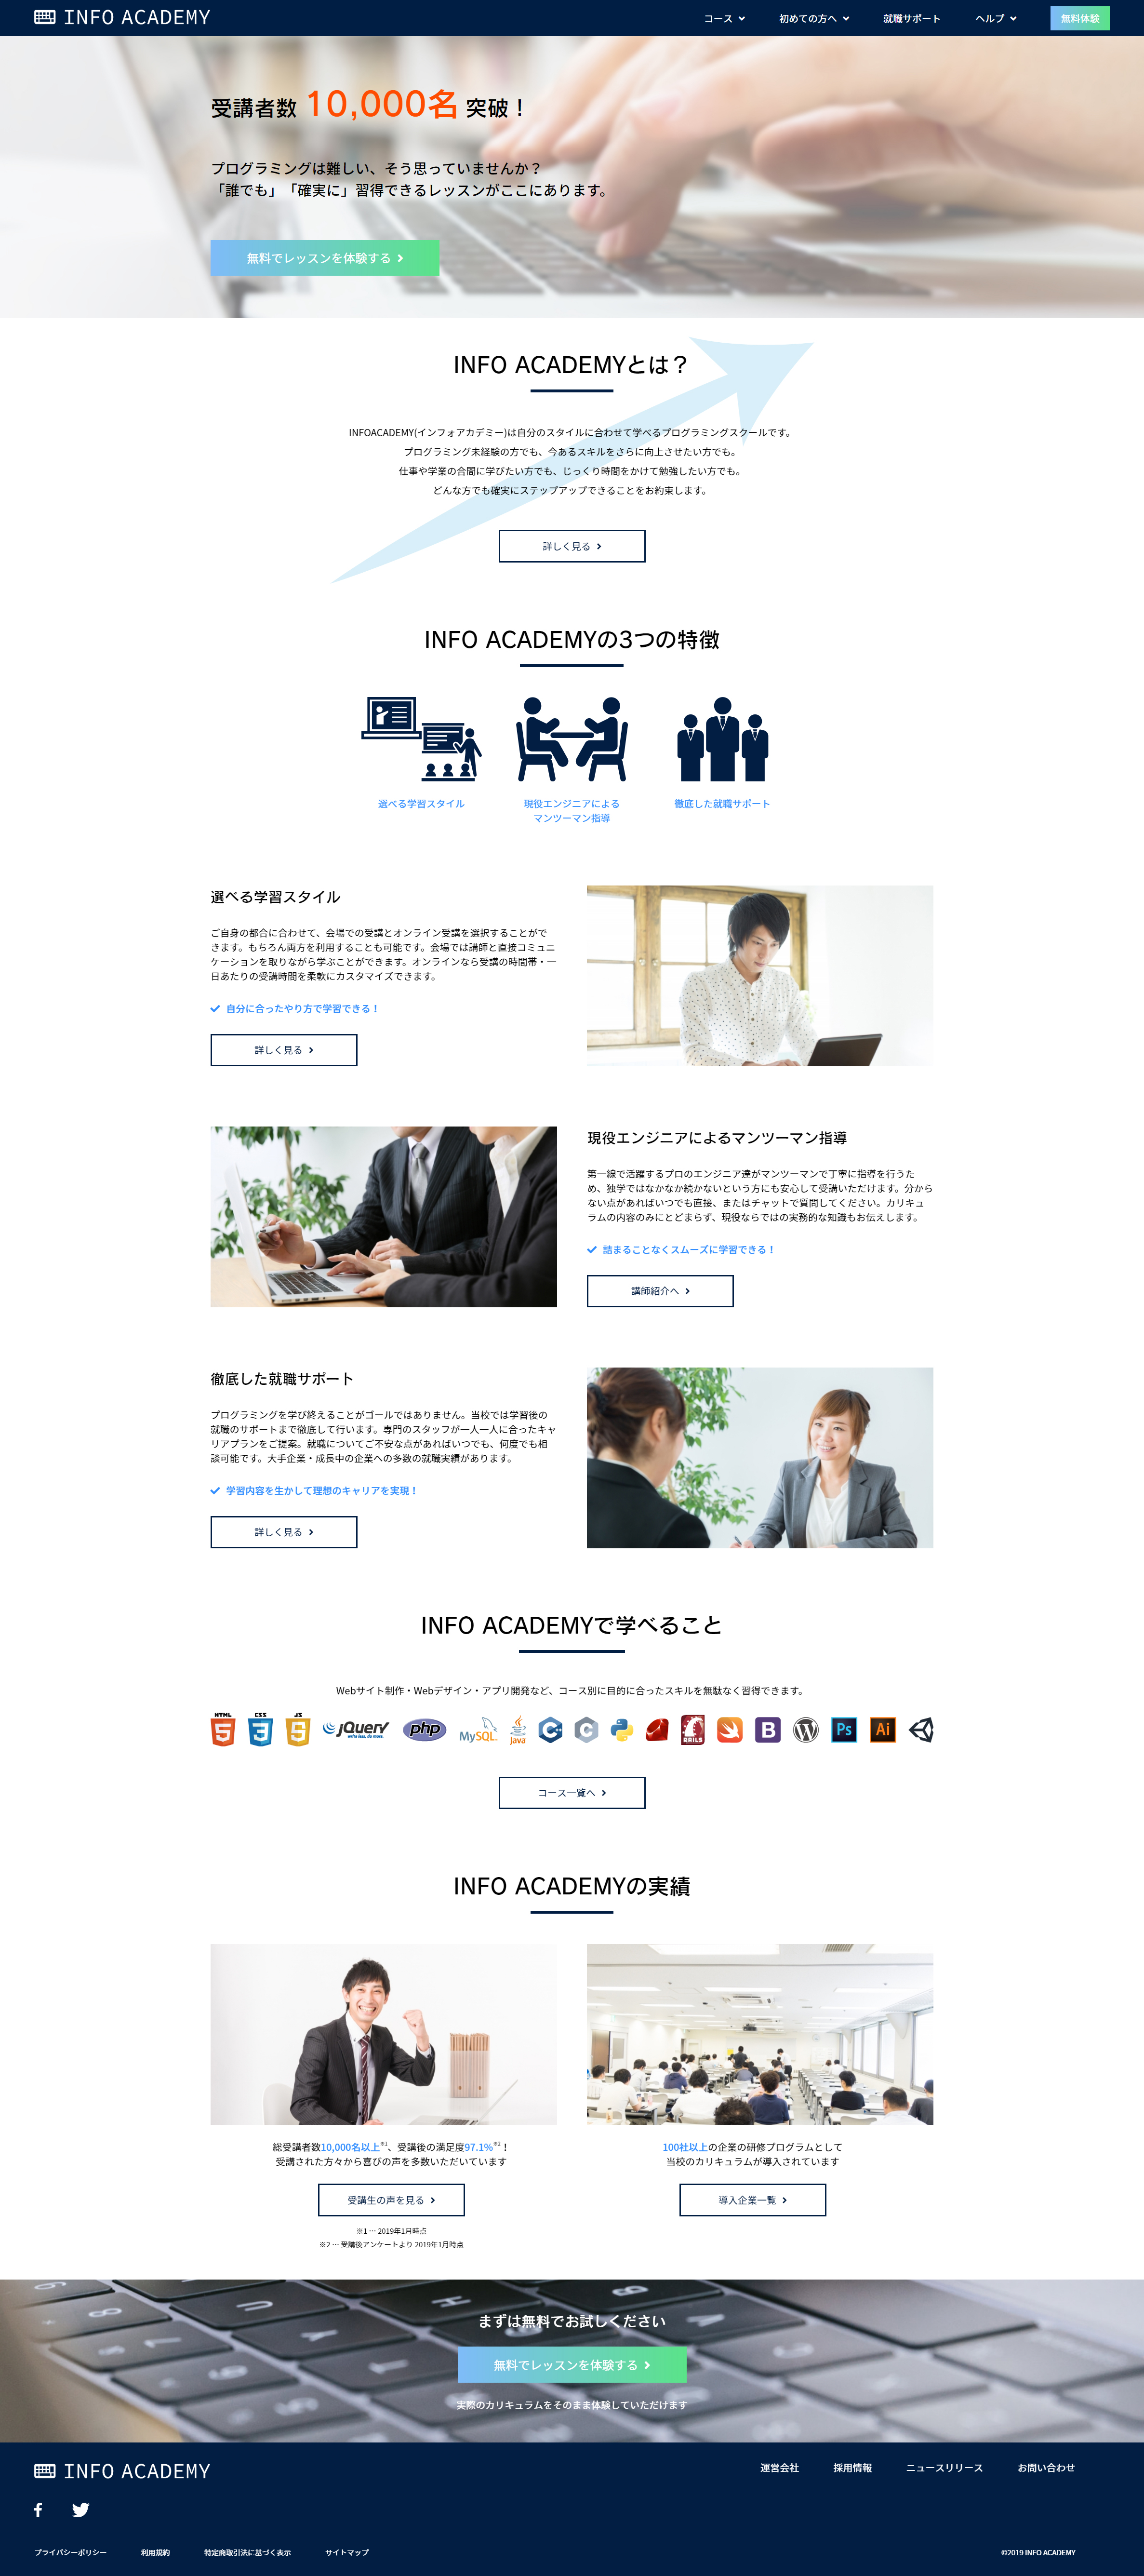 INFO ACADEMY
コース
初めての方へ
就職サポート
ヘルプ
無料体験
受講者数 10,000名 突破！
プログラミングは難しい、そう思っていませんか？
「誰でも」「確実に」習得できるレッスンがここにあります。
無料でレッスンを体験する
INFO ACADEMYとは？
INFOACADEMY(インフォアカデミー)は自分のスタイルに合わせて学べるプログラミングスクールです。
プログラミング未経験の方でも、今あるスキルをさらに向上させたい方でも。
仕事や学業の合間に学びたい方でも、じっくり時間をかけて勉強したい方でも。
どんな方でも確実にステップアップできることをお約束します。
詳しく見る
INFO ACADEMYの3つの特徴
選べる学習スタイル
現役エンジニアによる
マンツーマン指導
徹底した就職サポート
選べる学習スタイル
ご自身の都合に合わせて、会場での受講とオンライン受講を選択することがで
きます。もちろん両方を利用することも可能です。会場では講師と直接コミュニ
ケーションを取りながら学ぶことができます。オンラインなら受講の時間帯・一
日あたりの受講時間を柔軟にカスタマイズできます。
自分に合ったやり方で学習できる！
詳しく見る
現役エンジニアによるマンツーマン指導
第一線で活躍するプロのエンジニア達がマンツーマンで丁寧に指導を行うた
め、独学ではなかなか続かないという方にも安心して受講いただけます。分から
ない点があればいつでも直接、またはチャットで質問してください。カリキュ
ラムの内容のみにとどまらず、現役ならではの実務的な知識もお伝えします。
詰まることなくスムーズに学習できる！
講師紹介へ
徹底した就職サポート
プログラミングを学び終えることがゴールではありません。当校では学習後の
就職のサポートまで徹底して行います。専門のスタッフが一人一人に合ったキャ
リアプランをご提案。就職についてご不安な点があればいつでも、何度でも相
談可能です。大手企業・成長中の企業への多数の就職実績があります。
学習内容を生かして理想のキャリアを実現！
詳しく見る
INFO ACADEMYで学べること
Webサイト制作・Webデザイン・アプリ開発など、コース別に目的に合ったスキルを無駄なく習得できます。
HTML 5
CSS 3
JS 5
jQuery write less, do more.
php
MySQL
Java
C++
C
RAILS
B
W
Ps
Ai
コース一覧へ
INFO ACADEMYの実績
総受講者数10,000名以上※1、受講後の満足度97.1%※2！
受講された方々から喜びの声を多数いただいています
受講生の声を見る
※1 … 2019年1月時点
※2 … 受講後アンケートより 2019年1月時点
100社以上の企業の研修プログラムとして
当校のカリキュラムが導入されています
導入企業一覧
まずは無料でお試しください
無料でレッスンを体験する
実際のカリキュラムをそのまま体験していただけます
INFO ACADEMY
運営会社
採用情報
ニュースリリース
お問い合わせ
プライバシーポリシー
利用規約
特定商取引法に基づく表示
サイトマップ
©2019 INFO ACADEMY